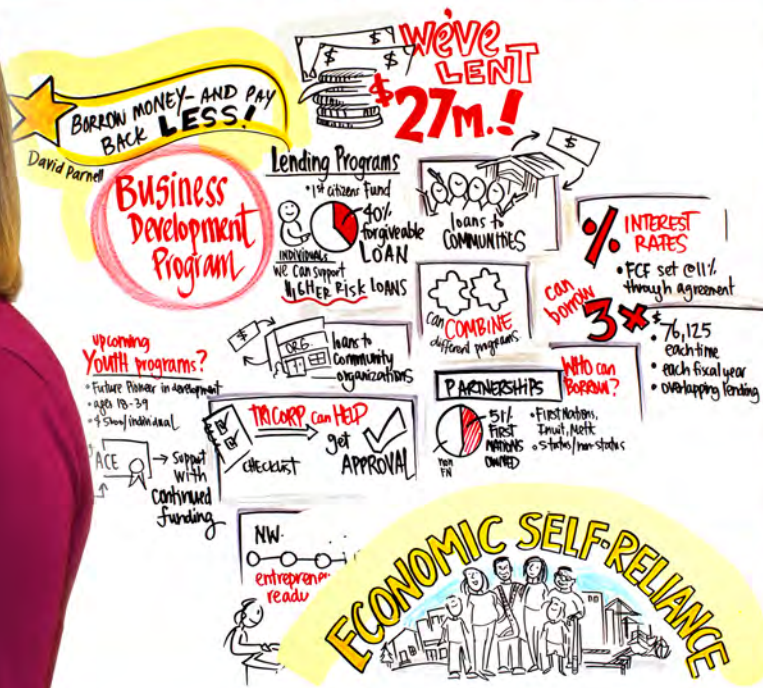 BORROW MONEY-AND PAY
BACK LESS!
David Parnell
WE'VE
LENT
$27M.!
BUSINESS
Development
Program
Lending Programs
• 1st citizens fund
40%
forgiveable
LOAN
INDIVIDUALS
WE CAN SUPPORT
HIGHER RISK LOANS
loans to
COMMUNITIES
% INTEREST
RATES
• FCF set @11%
through agreement
can
borrow
3x
$76,125
each time
• each fiscal year
• overlapping lending
can COMBINE
different programs
ORG.
loans to
community
organizations
upcoming
YOUTH programs?
• Future Pioneer in development
• ages 18-39
ACE
→ Support
with
continued
funding
TRICORP can HELP
CHECKLIST
get
APPROVAL
PARTNERSHIPS
51%
FIRST
NATIONS
OWNED
non
FN
WHO can
BORROW?
• First Nations,
Inuit, Metis
• Status/non-status
NW.
ECONOMIC SELF-RELIANCE